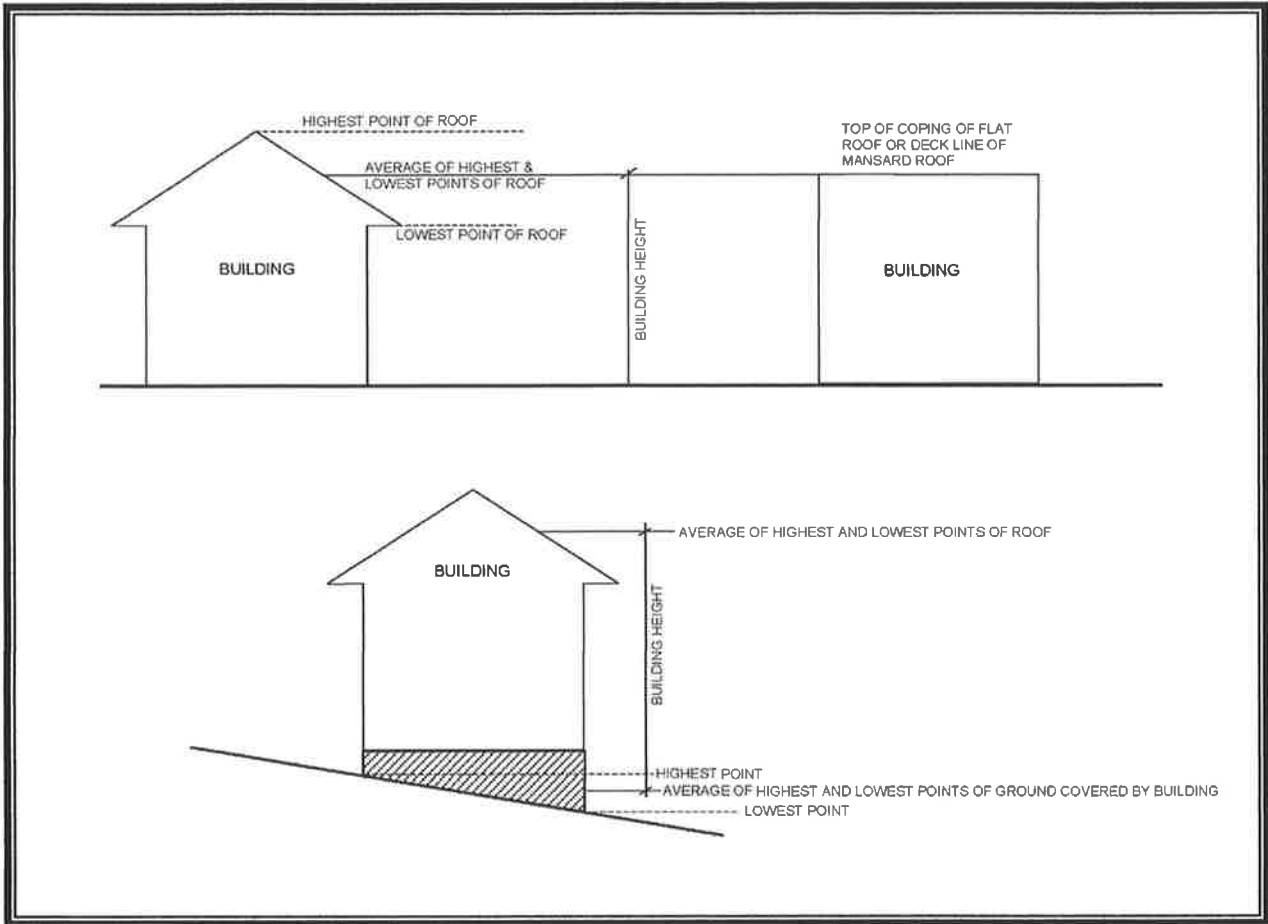 HIGHEST POINT OF ROOF
TOP OF COPING OF FLAT
ROOF OR DECK LINE OF
MANSARD ROOF
AVERAGE OF HIGHEST &
LOWEST POINTS OF ROOF
LOWEST POINT OF ROOF
BUILDING
BUILDING HEIGHT
BUILDING
AVERAGE OF HIGHEST AND LOWEST POINTS OF ROOF
BUILDING
BUILDING HEIGHT
HIGHEST POINT
AVERAGE OF HIGHEST AND LOWEST POINTS OF GROUND COVERED BY BUILDING
LOWEST POINT